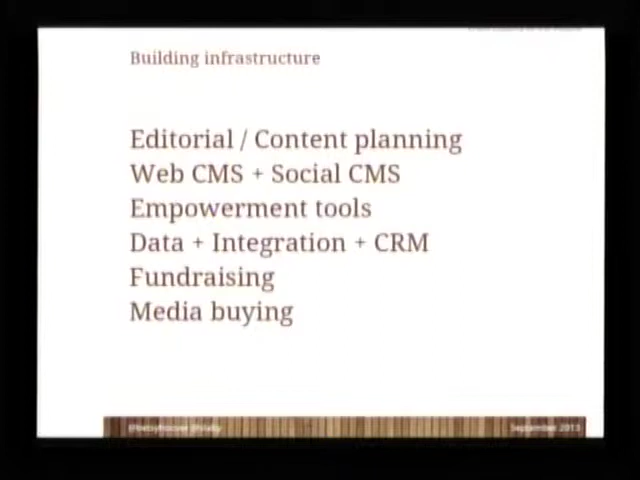 Building infrastructure
Editorial / Content planning
Web CMS + Social CMS
Empowerment tools
Data + Integration + CRM
Fundraising
Media buying
September 2013